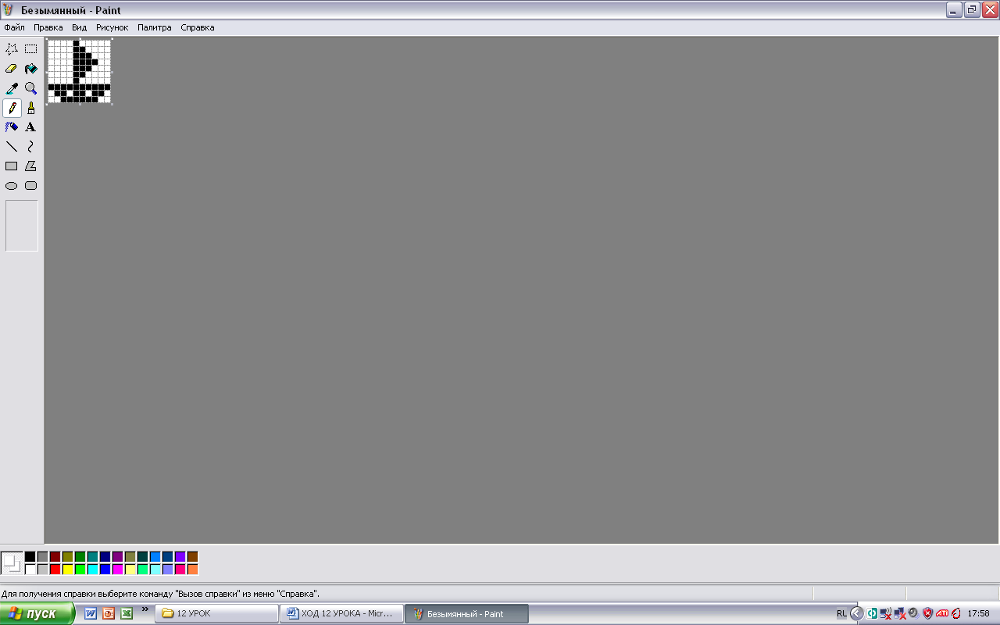 Безымянный - Paint
Файл Правка Вид Рисунок Палитра Справка
A
Для получения справки выберите команду "Вызов справки" из меню "Справка".
пуск » 12 УРОК ХОД 12 УРОКА - Micr... Безымянный - Paint RL 17:58